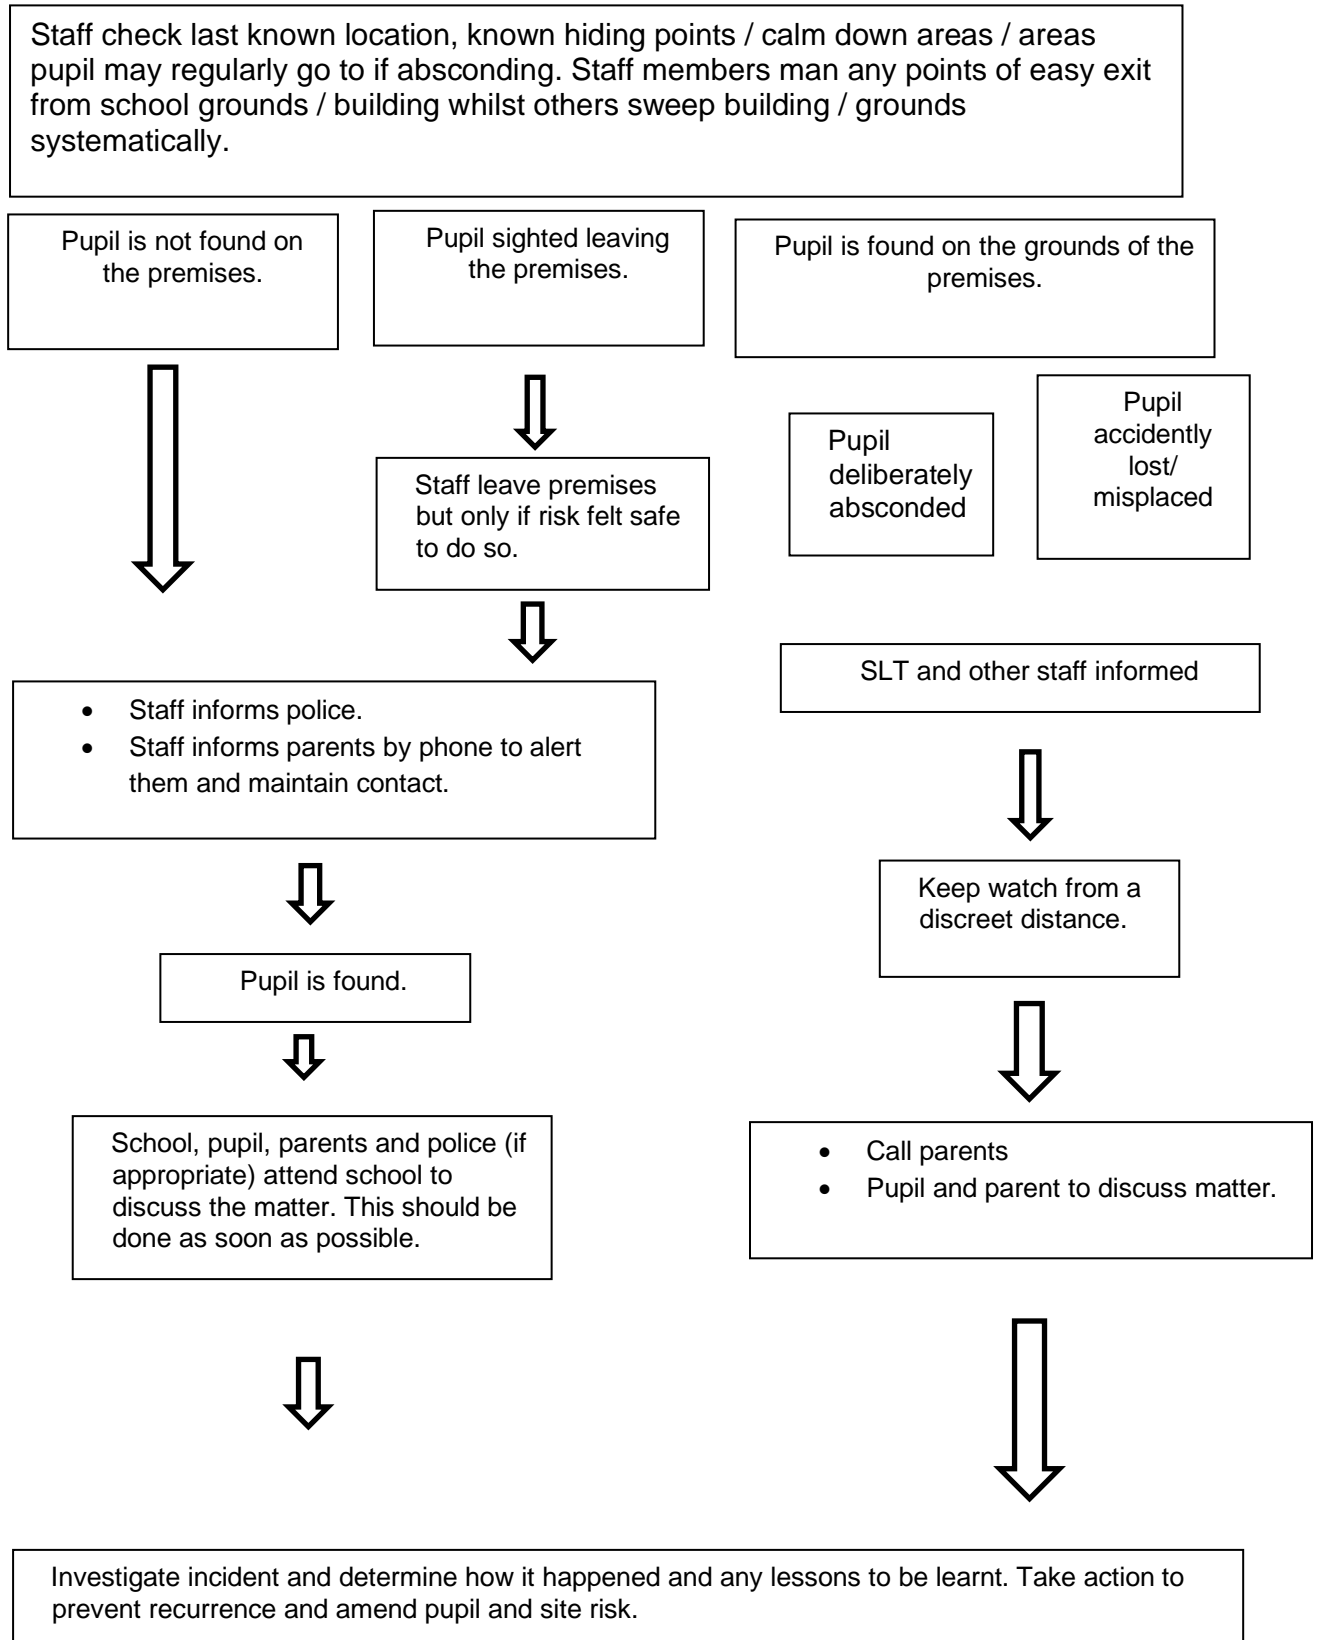 Staff check last known location, known hiding points / calm down areas / areas
pupil may regularly go to if absconding. Staff members man any points of easy exit
from school grounds / building whilst others sweep building / grounds
systematically.
Pupil is not found on
the premises.
Pupil sighted leaving
the premises.
Pupil is found on the grounds of the
premises.
Staff leave premises
but only if risk felt safe
to do so.
Pupil
deliberately
absconded
Pupil
accidently
lost/
misplaced
• Staff informs police.
• Staff informs parents by phone to alert
them and maintain contact.
SLT and other staff informed
Pupil is found.
Keep watch from a
discreet distance.
School, pupil, parents and police (if
appropriate) attend school to
discuss the matter. This should be
done as soon as possible.
• Call parents
• Pupil and parent to discuss matter.
Investigate incident and determine how it happened and any lessons to be learnt. Take action to
prevent recurrence and amend pupil and site risk.